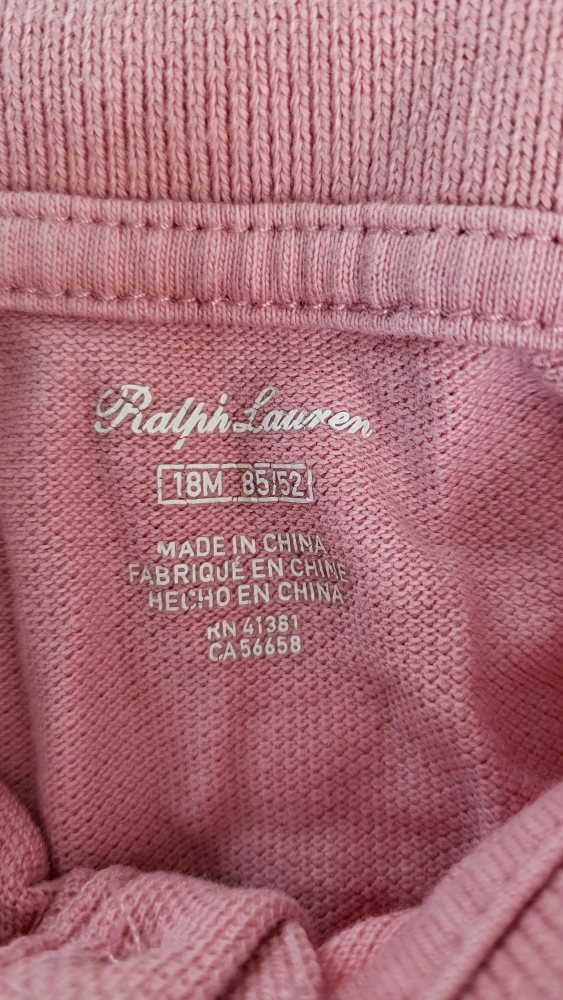 Ralph Lauren
18M 85/52
MADE IN CHINA
FABRIQUÉ EN CHINE
HECHO EN CHINA
RN 41381
CA 56658